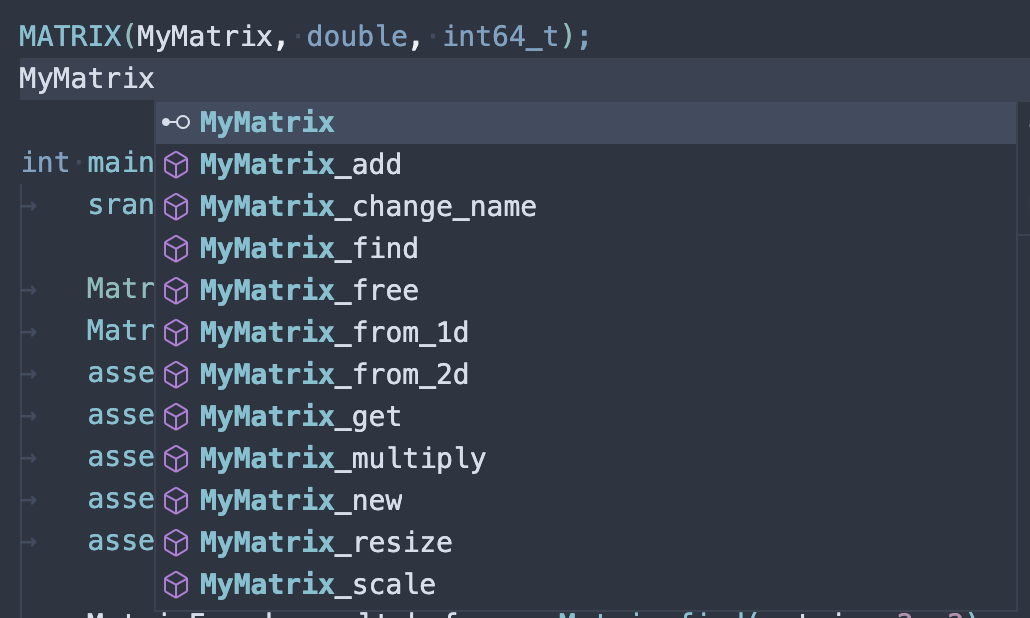 MATRIX(MyMatrix, double, int64_t);
MyMatrix
MyMatrix
int main
MyMatrix_add
sran
MyMatrix_change_name
MyMatrix_find
Matr
MyMatrix_free
Matr
MyMatrix_from_1d
asse
MyMatrix_from_2d
asse
MyMatrix_get
asse
MyMatrix_multiply
asse
MyMatrix_new
asse
MyMatrix_resize
MyMatrix_scale